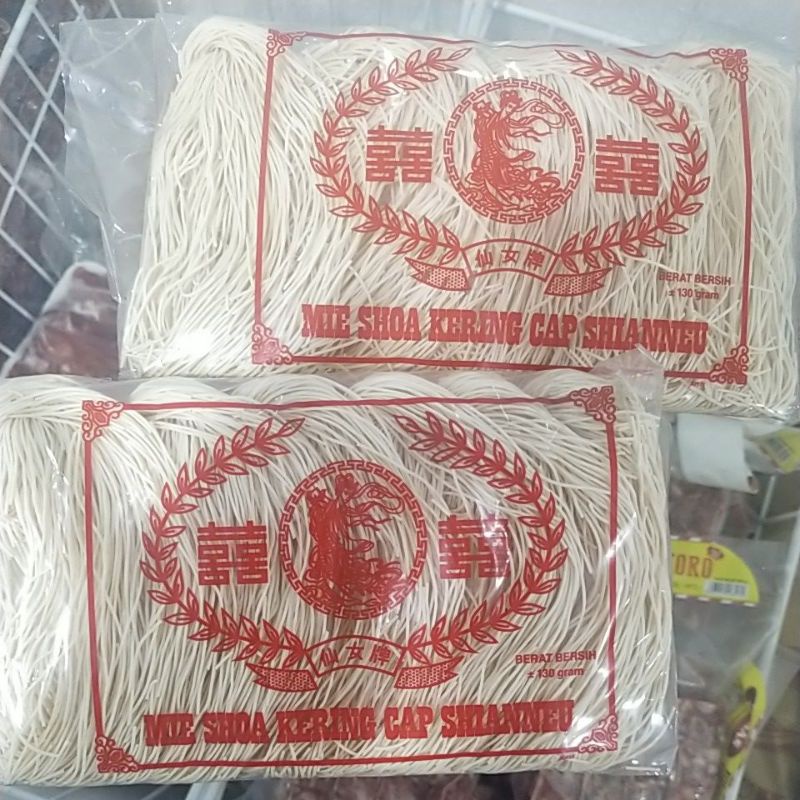 囍 囍
仙女牌
BERAT BERSIH
± 130 gram
MIE SHOA KERING CAP SHIANNEU
囍 囍
仙女牌
BERAT BERSIH
± 130 gram
MIE SHOA KERING CAP SHIANNEU
TORO